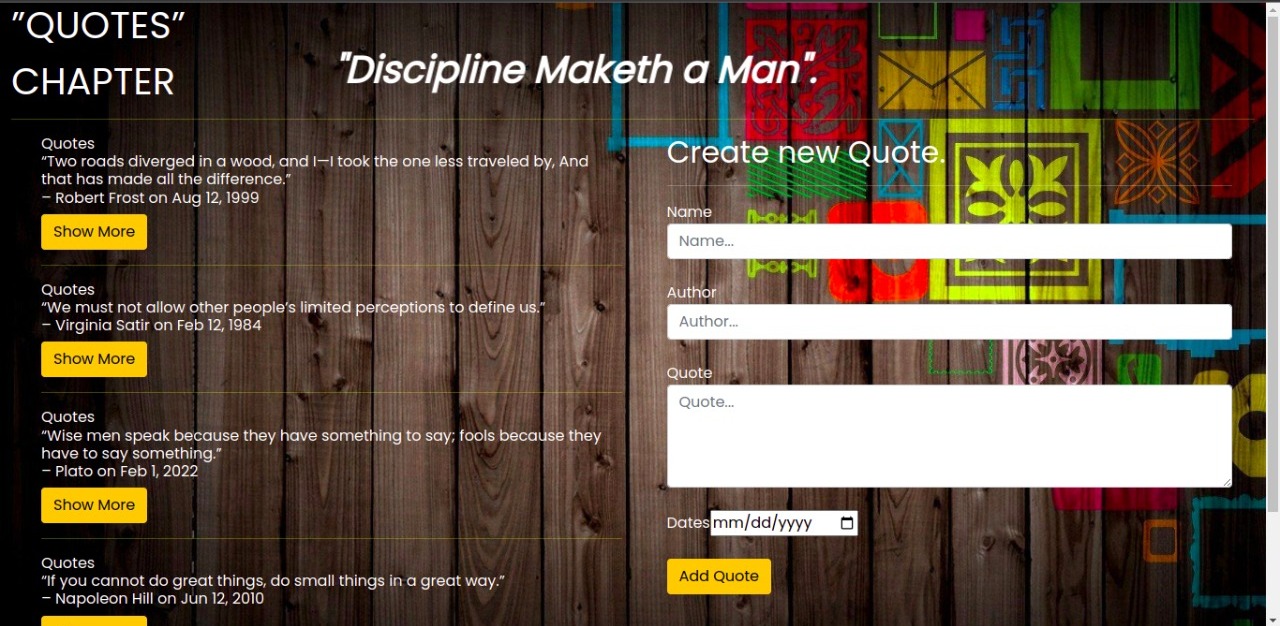 ”QUOTES”
CHAPTER
"Discipline Maketh a Man".
Quotes
“Two roads diverged in a wood, and I—I took the one less traveled by, And
that has made all the difference.”
– Robert Frost on Aug 12, 1999
Show More
Quotes
“We must not allow other people’s limited perceptions to define us.”
– Virginia Satir on Feb 12, 1984
Show More
Quotes
“Wise men speak because they have something to say; fools because they
have to say something.”
– Plato on Feb 1, 2022
Show More
Quotes
“If you cannot do great things, do small things in a great way.”
– Napoleon Hill on Jun 12, 2010
Create new Quote.
Name
Name...
Author
Author...
Quote
Quote...
Dates mm/dd/yyyy
Add Quote